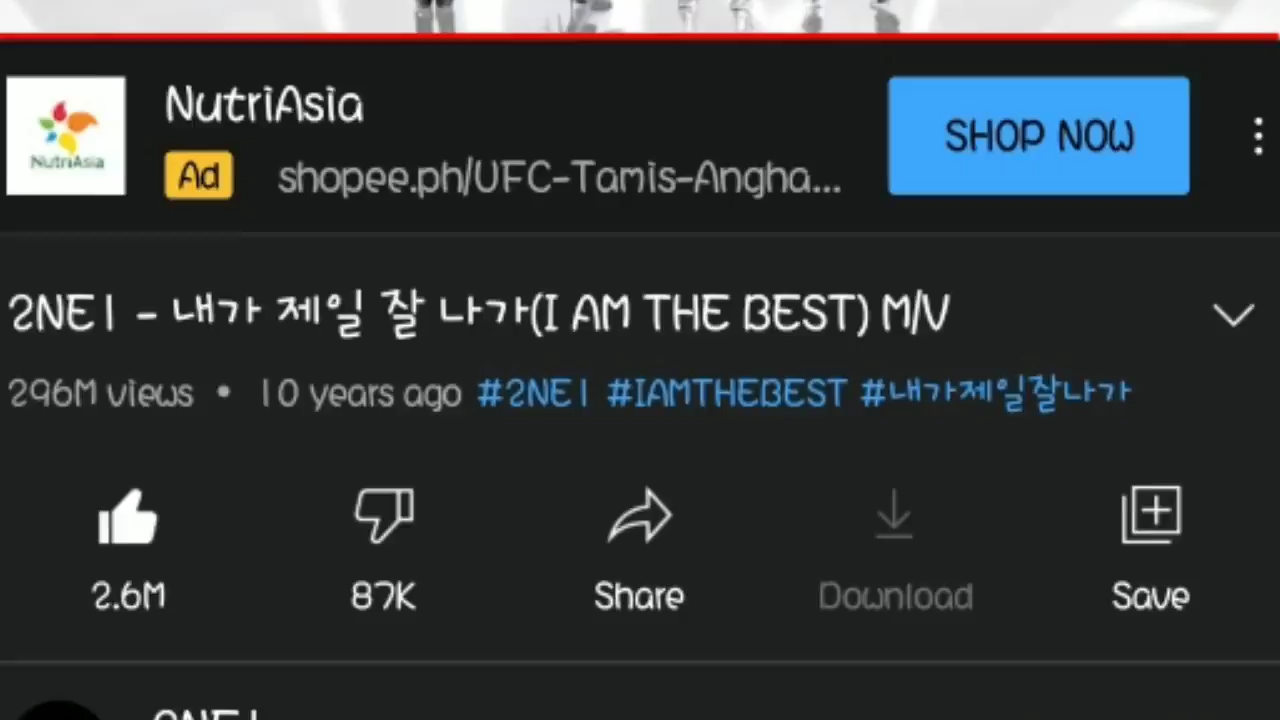 NutriAsia
NutriAsia
SHOP NOW
Ad shopee.ph/UFC-Tamis-Angha...
2NE1 - 내가 제일 잘 나가(I AM THE BEST) M/V
296M views • 10 years ago #2NE1 #IAMTHEBEST #내가제일잘나가
2.6M 87K Share Download Save
2NE1